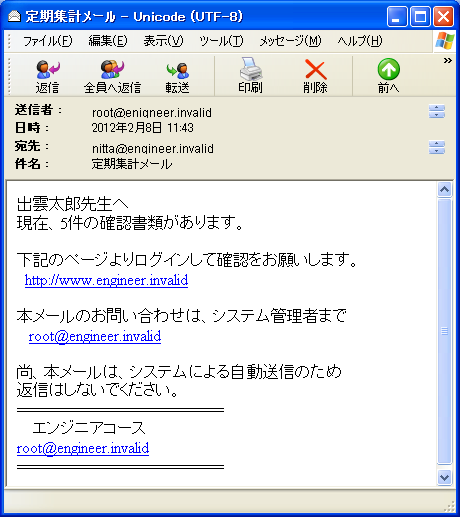 定期集計メール - Unicode (UTF-8)
ファイル(F) 編集(E) 表示(V) ツール(T) メッセージ(M) ヘルプ(H)
返信 全員へ返信 転送 印刷 削除 前へ »
送信者: root@enigneer.invalid
日時: 2012年2月8日 11:43
宛先: nitta@engineer.invalid
件名: 定期集計メール
出雲太郎先生へ
現在、5件の確認書類があります。
下記のページよりログインして確認をお願いします。
http://www.engineer.invalid
本メールのお問い合わせは、システム管理者まで
root@engineer.invalid
尚、本メールは、システムによる自動送信のため
返信はしないでください。
エンジニアコース
root@engineer.invalid